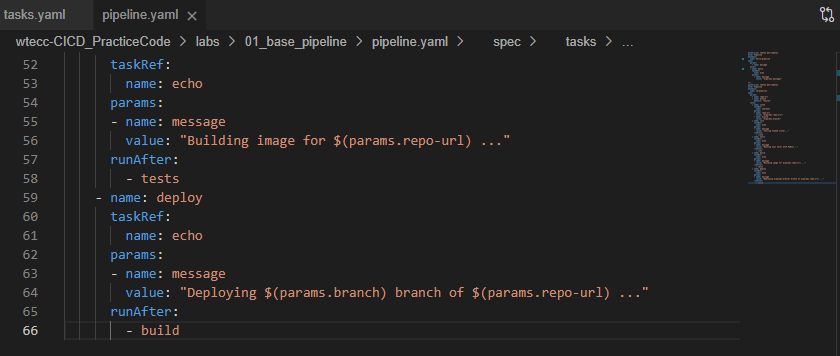 tasks.yaml pipeline.yaml
wtecc-CICD_PracticeCode > labs > 01_base_pipeline > pipeline.yaml > spec > tasks > ...
52 taskRef:
53 name: echo
54 params:
55 - name: message
56 value: "Building image for $(params.repo-url) ..."
57 runAfter:
58 - tests
59 - name: deploy
60 taskRef:
61 name: echo
62 params:
63 - name: message
64 value: "Deploying $(params.branch) branch of $(params.repo-url) ..."
65 runAfter:
66 - build